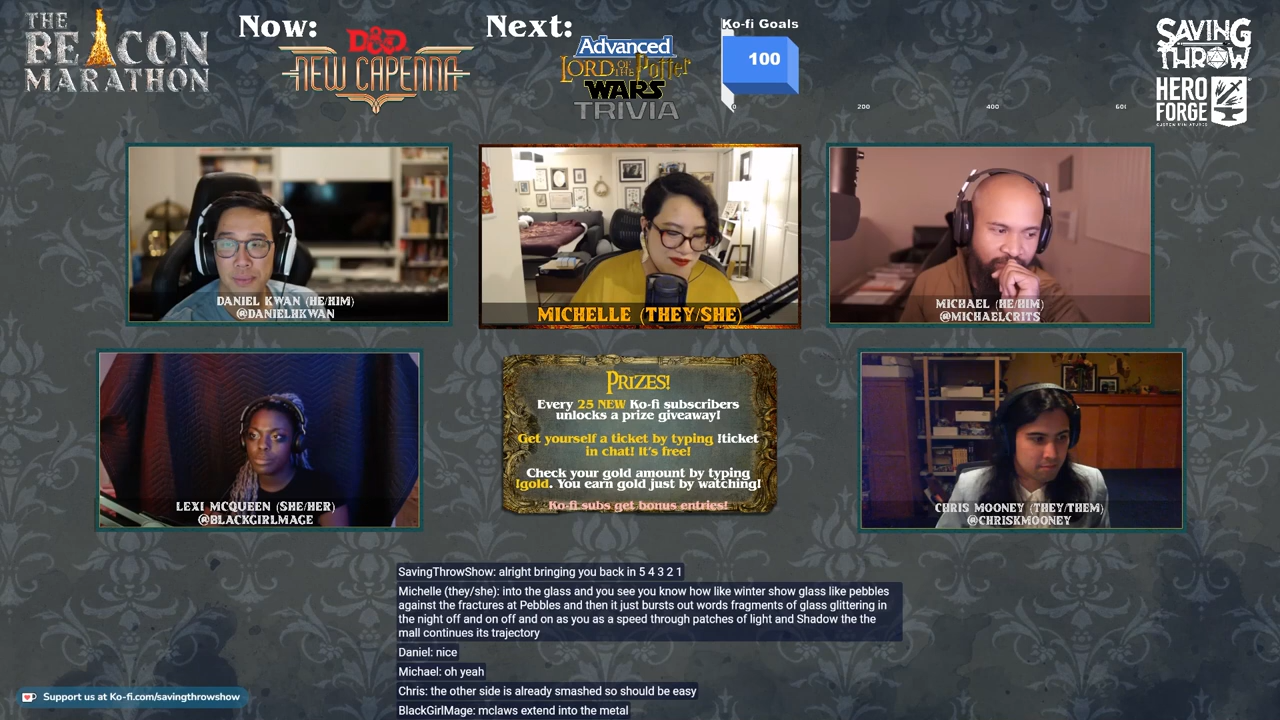 THE
BEACON
MARATHON
Now:
D&D
NEW CAPENNA
Next:
Advanced
LORD OF THE Potter
WARS
TRIVIA
Ko-fi Goals
100
0
200
400
600
SAVING
THROW
HERO
FORGE
DANIEL KWAN (HE/HIM)
@DANIELHKWAN
MICHELLE (THEY/SHE)
MICHAEL (HE/HIM)
@MICHAELCRITS
LEXI MCQUEEN (SHE/HER)
@BLACKGIRLMAGE
PRIZES!
Every 25 NEW Ko-fi subscribers
unlocks a prize giveaway!
Get yourself a ticket by typing !ticket
in chat! It's free!
Check your gold amount by typing
!gold. You earn gold just by watching!
Ko-fi subs get bonus entries!
CHRIS MOONEY (THEY/THEM)
@CHRISKMOONEY
SavingThrowShow: alright bringing you back in 5 4 3 2 1
Michelle (they/she): into the glass and you see you know how like winter show glass like pebbles
against the fractures at Pebbles and then it just bursts out words fragments of glass glittering in
the night off and on off and on as you as a speed through patches of light and Shadow the the
mall continues its trajectory
Daniel: nice
Michael: oh yeah
Chris: the other side is already smashed so should be easy
BlackGirlMage: mclaws extend into the metal
Support us at Ko-fi.com/savingthrowshow